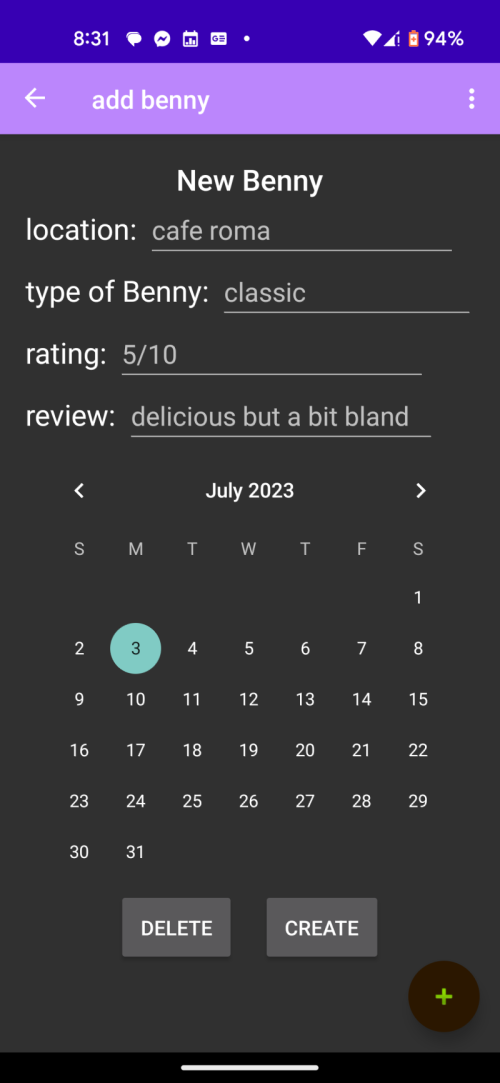 8:31 94%
add benny
New Benny
location: cafe roma
type of Benny: classic
rating: 5/10
review: delicious but a bit bland
July 2023
S M T W T F S
1
2 3 4 5 6 7 8
9 10 11 12 13 14 15
16 17 18 19 20 21 22
23 24 25 26 27 28 29
30 31
DELETE CREATE
+